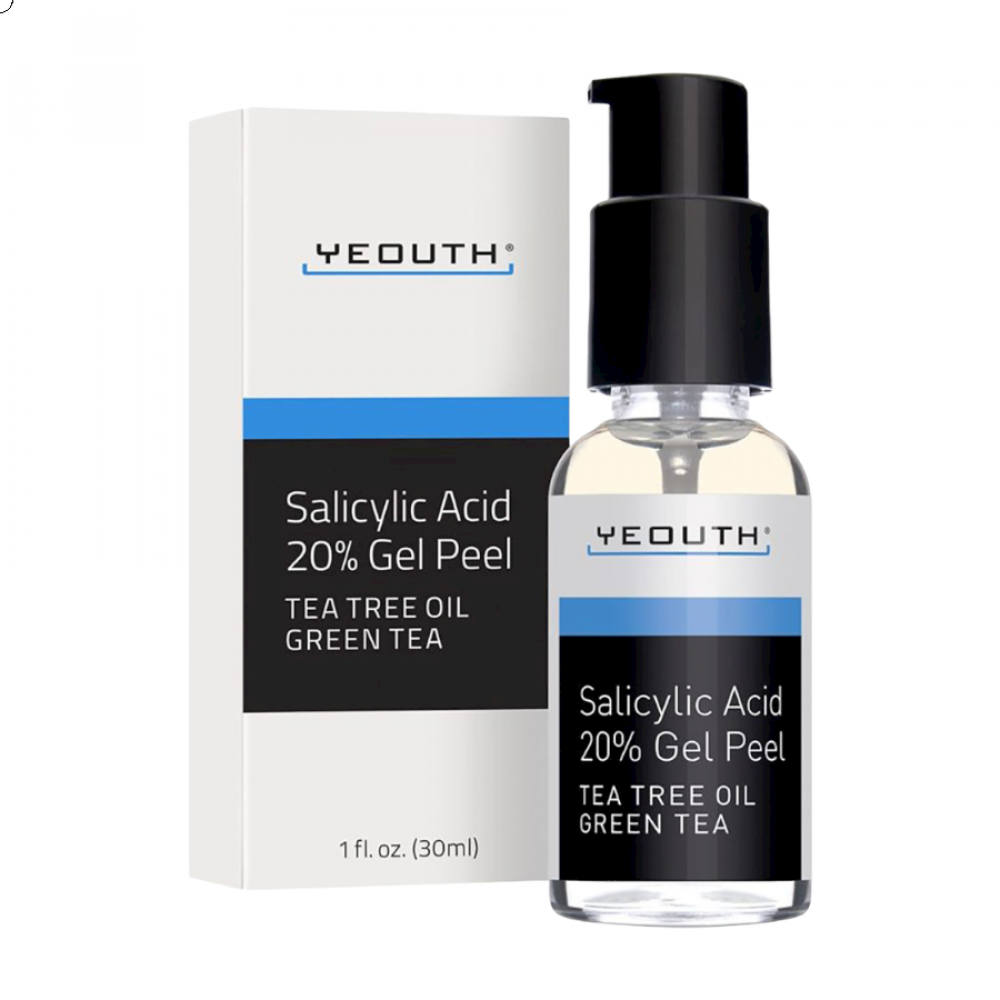 YEOUTH®
Salicylic Acid
20% Gel Peel
TEA TREE OIL
GREEN TEA
1 fl. oz. (30ml)
YEOUTH®
Salicylic Acid
20% Gel Peel
TEA TREE OIL
GREEN TEA